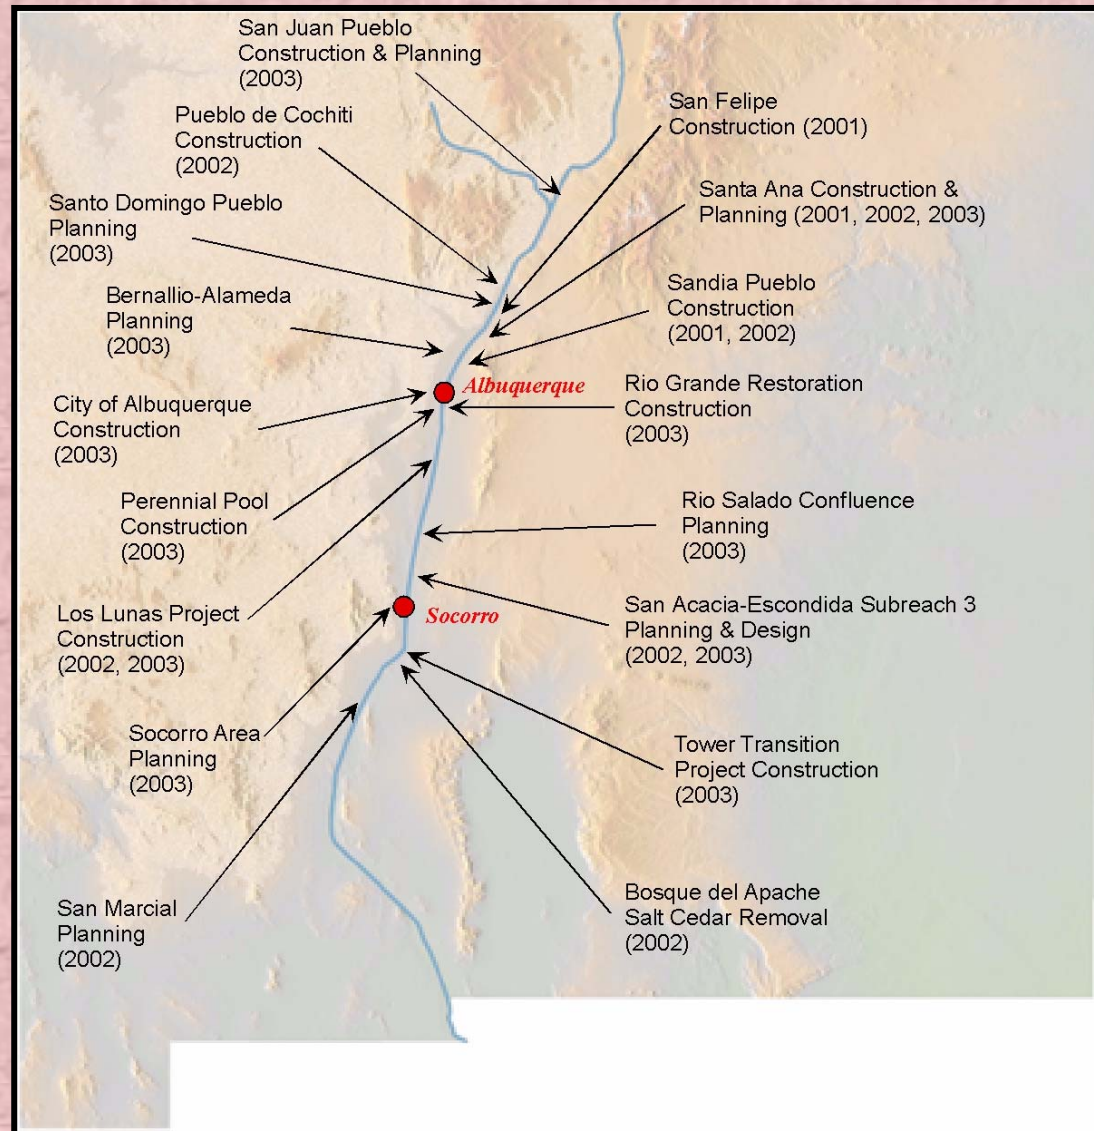 San Juan Pueblo
Construction & Planning
(2003)
Pueblo de Cochiti
Construction
(2002)
Santo Domingo Pueblo
Planning
(2003)
Bernallio-Alameda
Planning
(2003)
City of Albuquerque
Construction
(2003)
Perennial Pool
Construction
(2003)
Los Lunas Project
Construction
(2002, 2003)
Socorro Area
Planning
(2003)
San Marcial
Planning
(2002)
San Felipe
Construction (2001)
Santa Ana Construction &
Planning (2001, 2002, 2003)
Sandia Pueblo
Construction
(2001, 2002)
Albuquerque
Rio Grande Restoration
Construction
(2003)
Rio Salado Confluence
Planning
(2003)
San Acacia-Escondida Subreach 3
Planning & Design
(2002, 2003)
Socorro
Tower Transition
Project Construction
(2003)
Bosque del Apache
Salt Cedar Removal
(2002)